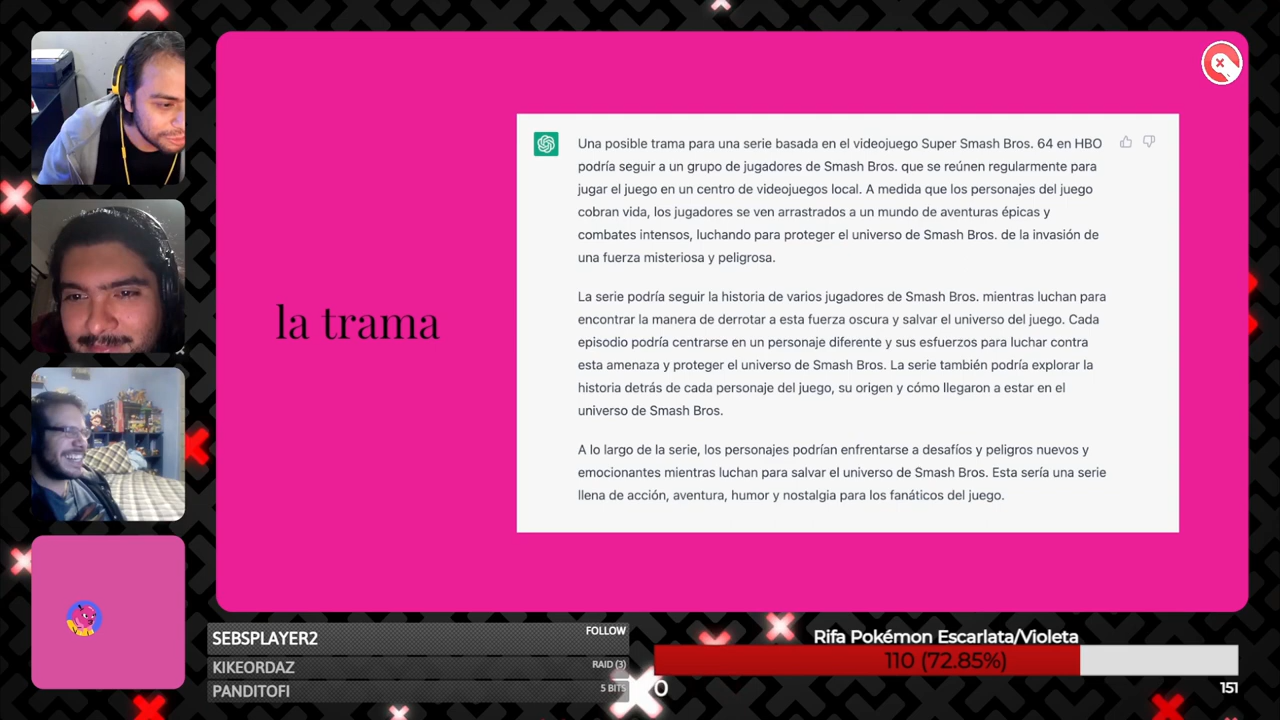 la trama
Una posible trama para una serie basada en el videojuego Super Smash Bros. 64 en HBO
podría seguir a un grupo de jugadores de Smash Bros. que se reúnen regularmente para
jugar el juego en un centro de videojuegos local. A medida que los personajes del juego
cobran vida, los jugadores se ven arrastrados a un mundo de aventuras épicas y
combates intensos, luchando para proteger el universo de Smash Bros. de la invasión de
una fuerza misteriosa y peligrosa.
La serie podría seguir la historia de varios jugadores de Smash Bros. mientras luchan para
encontrar la manera de derrotar a esta fuerza oscura y salvar el universo del juego. Cada
episodio podría centrarse en un personaje diferente y sus esfuerzos para luchar contra
esta amenaza y proteger el universo de Smash Bros. La serie también podría explorar la
historia detrás de cada personaje del juego, su origen y cómo llegaron a estar en el
universo de Smash Bros.
A lo largo de la serie, los personajes podrían enfrentarse a desafíos y peligros nuevos y
emocionantes mientras luchan para salvar el universo de Smash Bros. Esta sería una serie
llena de acción, aventura, humor y nostalgia para los fanáticos del juego.
SEBSPLAYER2 FOLLOW
KIKEORDAZ RAID (3)
PANDITOFI 5 BITS
Rifa Pokémon Escarlata/Violeta
110 (72.85%)
0 151